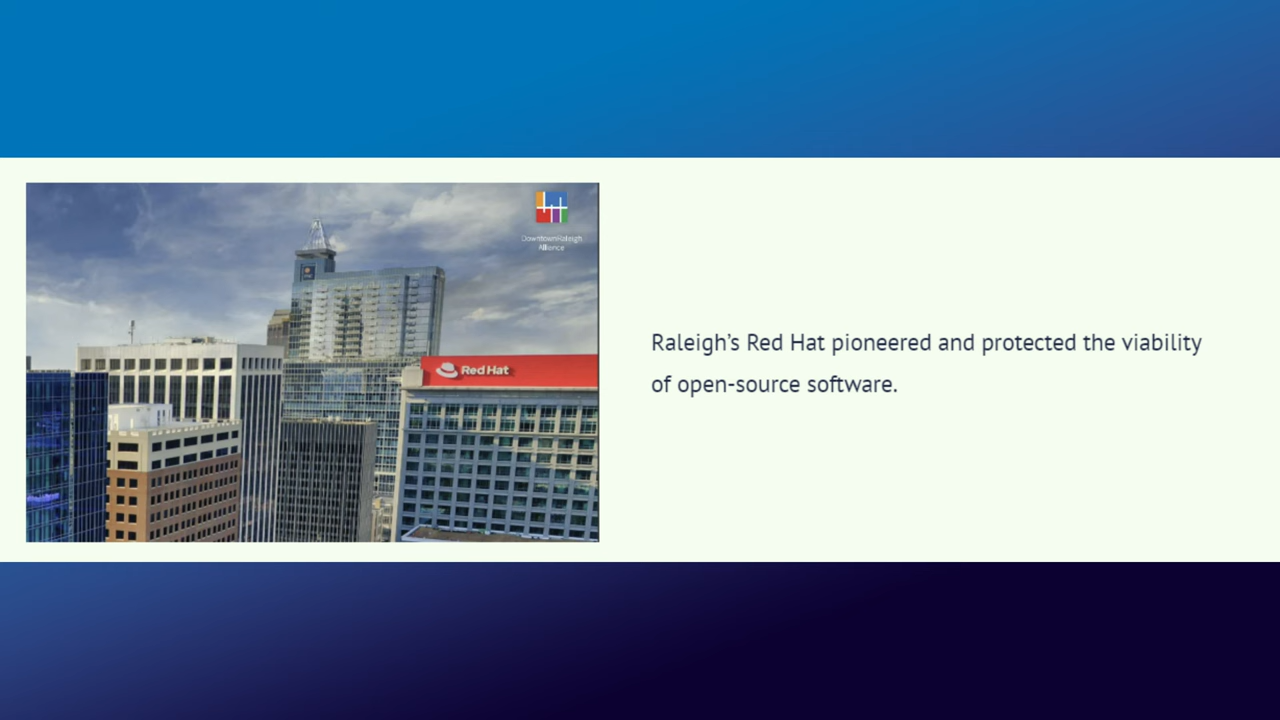 DowntownRaleigh
Alliance
Red Hat
Raleigh’s Red Hat pioneered and protected the viability
of open-source software.